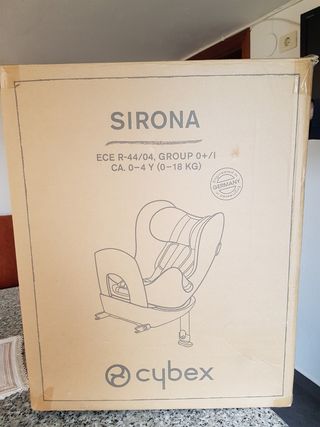 SIRONA
ECE R-44/04, GROUP 0+/I
CA. 0–4 Y (0–18 KG)
GERMANY
cybex